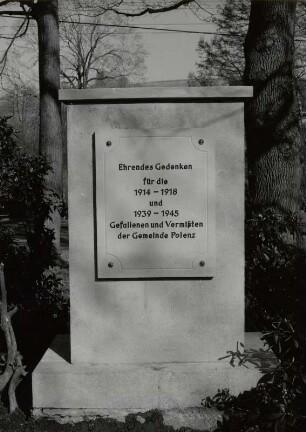 Ehrendes Gedenken
für die
1914 - 1918
und
1939 - 1945
Gefallenen und Vermißten
der Gemeinde Polenz